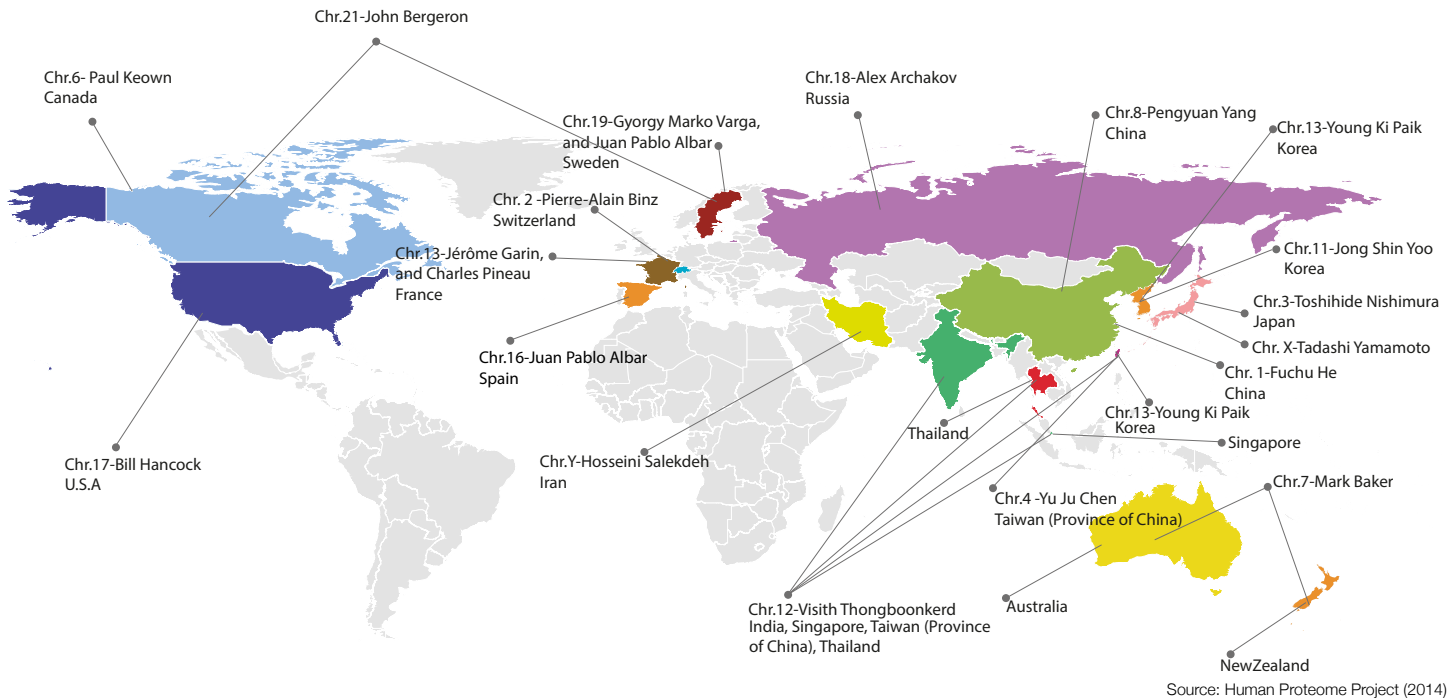 Chr.21-John Bergeron
Chr.6- Paul Keown
Canada
Chr.18-Alex Archakov
Russia
Chr.19-Gyorgy Marko Varga,
and Juan Pablo Albar
Sweden
Chr.8-Pengyuan Yang
China
Chr.13-Young Ki Paik
Korea
Chr. 2 -Pierre-Alain Binz
Switzerland
Chr.13-Jérôme Garin,
and Charles Pineau
France
Chr.11-Jong Shin Yoo
Korea
Chr.3-Toshihide Nishimura
Japan
Chr. X-Tadashi Yamamoto
Chr.16-Juan Pablo Albar
Spain
Chr. 1-Fuchu He
China
Chr.13-Young Ki Paik
Korea
Thailand
Singapore
Chr.17-Bill Hancock
U.S.A
Chr.Y-Hosseini Salekdeh
Iran
Chr.7-Mark Baker
Chr.4 -Yu Ju Chen
Taiwan (Province of China)
Chr.12-Visith Thongboonkerd
India, Singapore, Taiwan (Province
of China), Thailand
Australia
NewZealand
Source: Human Proteome Project (2014)